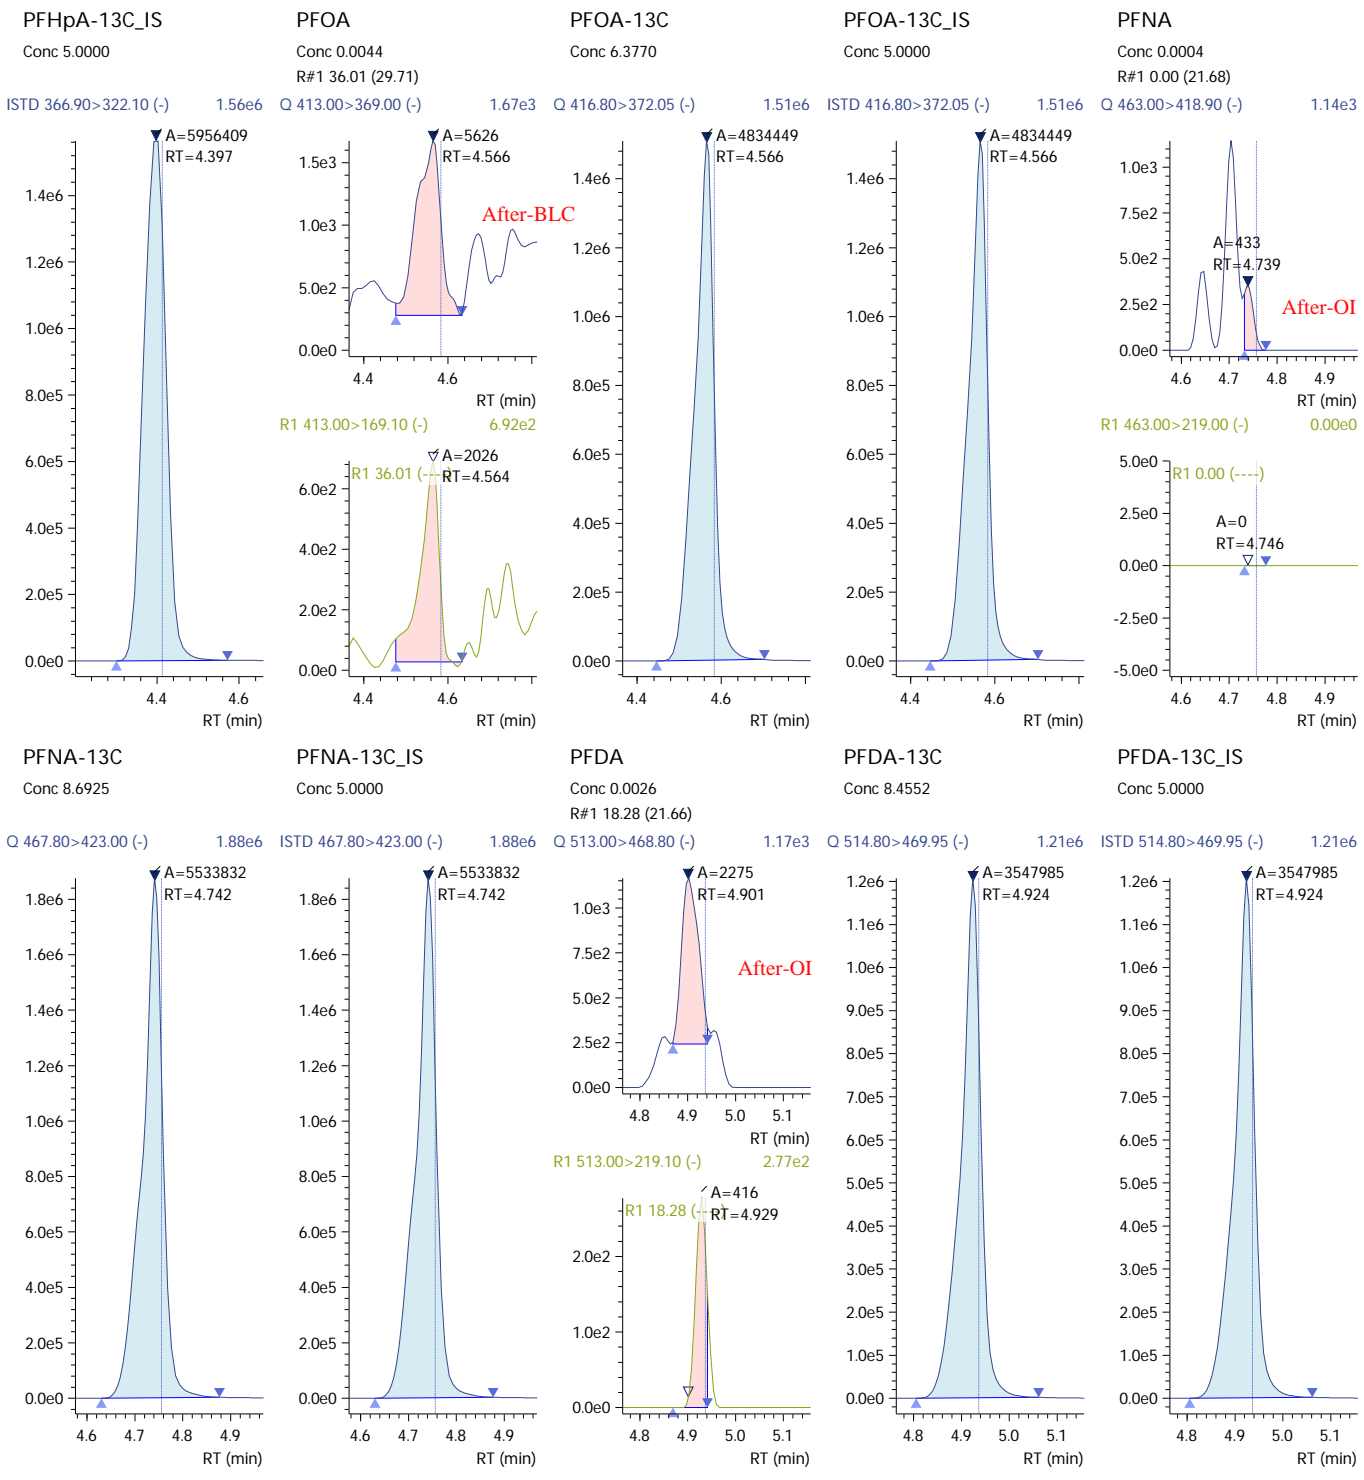 PFHpA-13C_IS
Conc 5.0000
ISTD 366.90>322.10 (-) 1.56e6
A=5956409
RT=4.397
1.4e6
1.2e6
1.0e6
8.0e5
6.0e5
4.0e5
2.0e5
0.0e0
4.4 4.6
RT (min)
PFOA
Conc 0.0044
R#1 36.01 (29.71)
Q 413.00>369.00 (-) 1.67e3
A=5626
RT=4.566
After-BLC
1.5e3
1.0e3
5.0e2
0.0e0
4.4 4.6
RT (min)
R1 413.00>169.10 (-) 6.92e2
A=2026
R1 36.01 (----)
RT=4.564
6.0e2
4.0e2
2.0e2
0.0e0
4.4 4.6
RT (min)
PFOA-13C
Conc 6.3770
Q 416.80>372.05 (-) 1.51e6
A=4834449
RT=4.566
1.4e6
1.2e6
1.0e6
8.0e5
6.0e5
4.0e5
2.0e5
0.0e0
4.4 4.6
RT (min)
PFOA-13C_IS
Conc 5.0000
ISTD 416.80>372.05 (-) 1.51e6
A=4834449
RT=4.566
1.4e6
1.2e6
1.0e6
8.0e5
6.0e5
4.0e5
2.0e5
0.0e0
4.4 4.6
RT (min)
PFNA
Conc 0.0004
R#1 0.00 (21.68)
Q 463.00>418.90 (-) 1.14e3
A=433
RT=4.739
After-OI
1.0e3
7.5e2
5.0e2
2.5e2
0.0e0
4.6 4.7 4.8 4.9
RT (min)
R1 463.00>219.00 (-) 0.00e0
R1 0.00 (----)
A=0
RT=4.746
5.0e0
2.5e0
0.0e0
-2.5e0
-5.0e0
4.6 4.7 4.8 4.9
RT (min)
PFNA-13C
Conc 8.6925
Q 467.80>423.00 (-) 1.88e6
A=5533832
RT=4.742
1.8e6
1.6e6
1.4e6
1.2e6
1.0e6
8.0e5
6.0e5
4.0e5
2.0e5
0.0e0
4.6 4.7 4.8 4.9
RT (min)
PFNA-13C_IS
Conc 5.0000
ISTD 467.80>423.00 (-) 1.88e6
A=5533832
RT=4.742
1.8e6
1.6e6
1.4e6
1.2e6
1.0e6
8.0e5
6.0e5
4.0e5
2.0e5
0.0e0
4.6 4.7 4.8 4.9
RT (min)
PFDA
Conc 0.0026
R#1 18.28 (21.66)
Q 513.00>468.80 (-) 1.17e3
A=2275
RT=4.901
After-OI
1.0e3
7.5e2
5.0e2
2.5e2
0.0e0
4.8 4.9 5.0 5.1
RT (min)
R1 513.00>219.10 (-) 2.77e2
A=416
R1 18.28 (----)
RT=4.929
2.0e2
1.0e2
0.0e0
4.8 4.9 5.0 5.1
RT (min)
PFDA-13C
Conc 8.4552
Q 514.80>469.95 (-) 1.21e6
A=3547985
RT=4.924
1.2e6
1.1e6
1.0e6
9.0e5
8.0e5
7.0e5
6.0e5
5.0e5
4.0e5
3.0e5
2.0e5
1.0e5
0.0e0
4.8 4.9 5.0 5.1
RT (min)
PFDA-13C_IS
Conc 5.0000
ISTD 514.80>469.95 (-) 1.21e6
A=3547985
RT=4.924
1.2e6
1.1e6
1.0e6
9.0e5
8.0e5
7.0e5
6.0e5
5.0e5
4.0e5
3.0e5
2.0e5
1.0e5
0.0e0
4.8 4.9 5.0 5.1
RT (min)